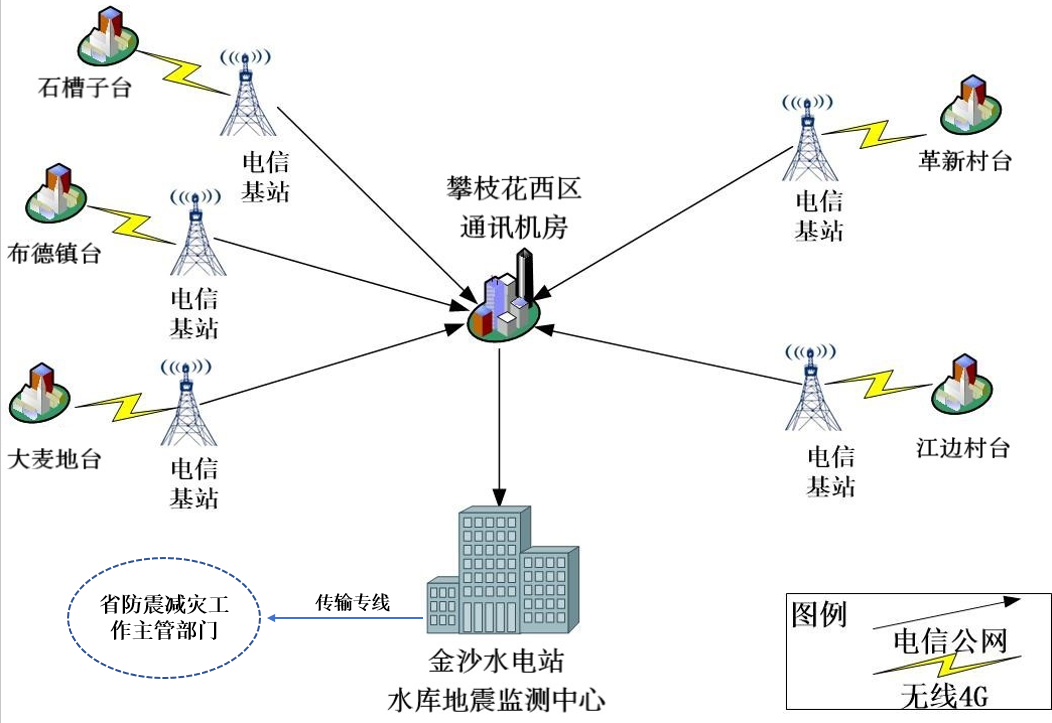 石槽子台
电信
基站
布德镇台
电信
基站
大麦地台
电信
基站
攀枝花西区
通讯机房
革新村台
电信
基站
江边村台
电信
基站
金沙水电站
水库地震监测中心
传输专线
省防震减灾工
作主管部门
图例
电信公网
无线4G